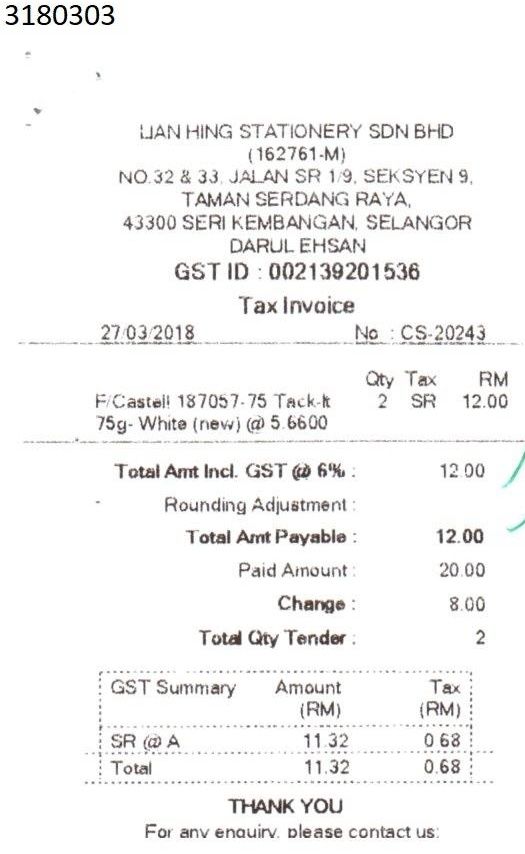 3180303
LIAN HING STATIONERY SDN BHD
(162761-M)
NO.32 & 33, JALAN SR 1/9, SEKSYEN 9,
TAMAN SERDANG RAYA,
43300 SERI KEMBANGAN, SELANGOR
DARUL EHSAN
GST ID : 002139201536
Tax Invoice
27/03/2018 No : CS-20243
Qty Tax RM
F/Castell 187057-75 Tack-It 2 SR 12.00
75g- White (new) @ 5.6600
Total Amt Incl. GST @ 6% : 12.00
Rounding Adjustment :
Total Amt Payable : 12.00
Paid Amount : 20.00
Change : 8.00
Total Qty Tender : 2
GST Summary Amount Tax
(RM) (RM)
SR @ A 11.32 0.68
Total 11.32 0.68
THANK YOU
For any enquiry, please contact us: